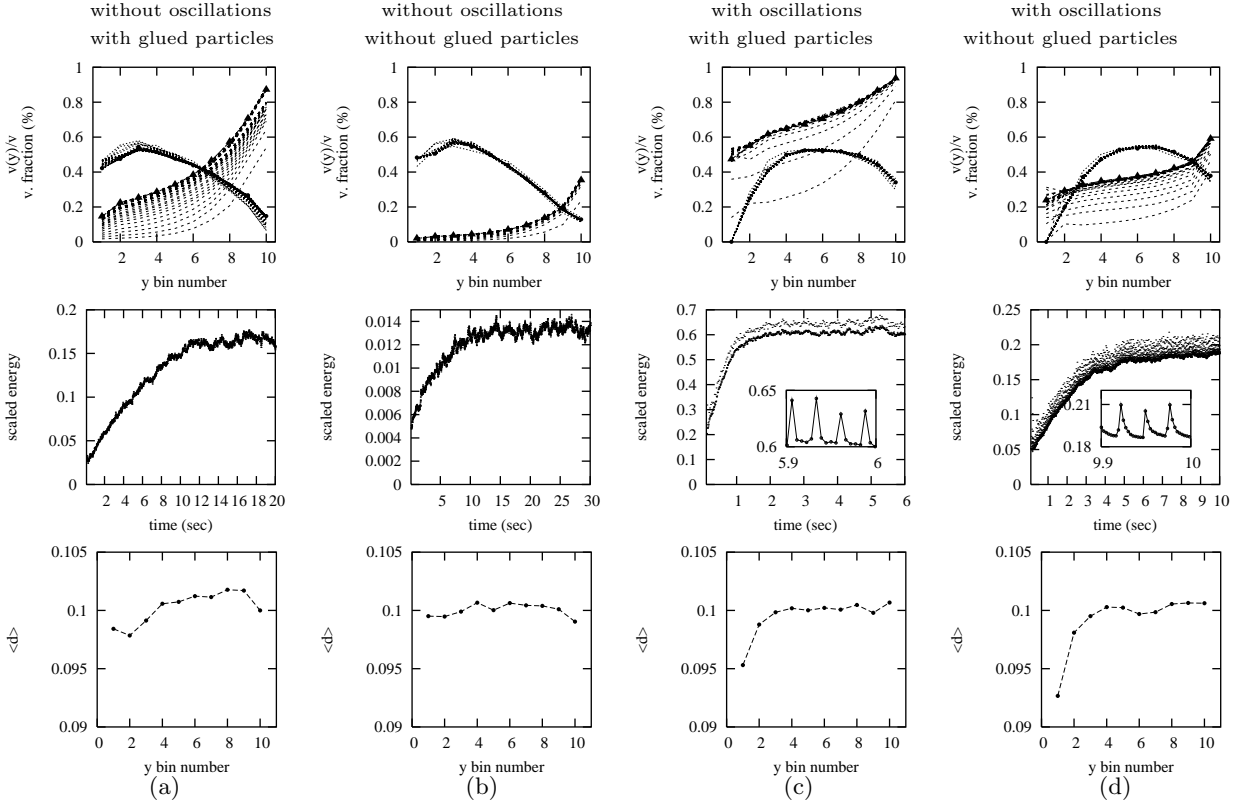 without oscillations
with glued particles
without oscillations
without glued particles
with oscillations
with glued particles
with oscillations
without glued particles
v(y)/v
v. fraction (%)
1
0.8
0.6
0.4
0.2
0
2 4 6 8 10
y bin number
v(y)/v
v. fraction (%)
1
0.8
0.6
0.4
0.2
0
2 4 6 8 10
y bin number
v(y)/v
v. fraction (%)
1
0.8
0.6
0.4
0.2
0
2 4 6 8 10
y bin number
v(y)/v
v. fraction (%)
1
0.8
0.6
0.4
0.2
0
2 4 6 8 10
y bin number
scaled energy
0.2
0.15
0.1
0.05
0
2 4 6 8 10 12 14 16 18 20
time (sec)
scaled energy
0.014
0.012
0.01
0.008
0.006
0.004
0.002
0
5 10 15 20 25 30
time (sec)
scaled energy
0.7
0.6
0.5
0.4
0.3
0.2
0.1
0
0.65
0.6
5.9 6
1 2 3 4 5 6
time (sec)
scaled energy
0.25
0.2
0.15
0.1
0.05
0
0.21
0.18
9.9 10
1 2 3 4 5 6 7 8 9 10
time (sec)
<d>
0.105
0.1
0.095
0.09
0 2 4 6 8 10
y bin number
(a)
<d>
0.105
0.1
0.095
0.09
0 2 4 6 8 10
y bin number
(b)
<d>
0.105
0.1
0.095
0.09
0 2 4 6 8 10
y bin number
(c)
<d>
0.105
0.1
0.095
0.09
0 2 4 6 8 10
y bin number
(d)